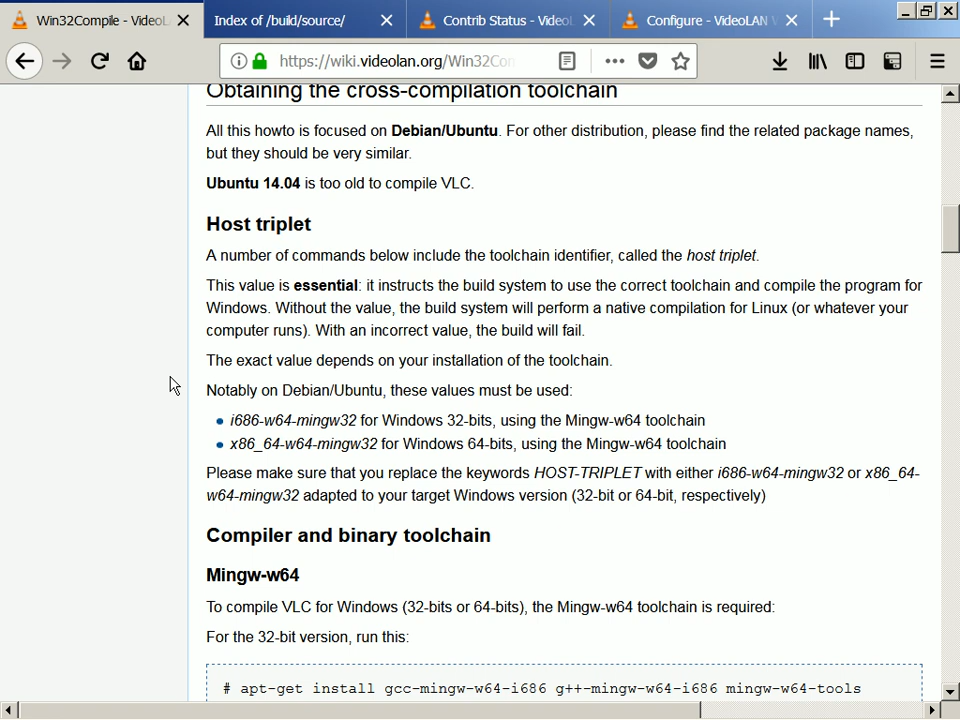 Win32Compile - VideoL
Index of /build/source/
Contrib Status - Videol
Configure - VideoLAN
https://wiki.videolan.org/Win32Co
Obtaining the cross-compilation toolchain
All this howto is focused on Debian/Ubuntu. For other distribution, please find the related package names,
but they should be very similar.
Ubuntu 14.04 is too old to compile VLC.
Host triplet
A number of commands below include the toolchain identifier, called the host triplet.
This value is essential: it instructs the build system to use the correct toolchain and compile the program for
Windows. Without the value, the build system will perform a native compilation for Linux (or whatever your
computer runs). With an incorrect value, the build will fail.
The exact value depends on your installation of the toolchain.
Notably on Debian/Ubuntu, these values must be used:
i686-w64-mingw32 for Windows 32-bits, using the Mingw-w64 toolchain
x86_64-w64-mingw32 for Windows 64-bits, using the Mingw-w64 toolchain
Please make sure that you replace the keywords HOST-TRIPLET with either i686-w64-mingw32 or x86_64-
w64-mingw32 adapted to your target Windows version (32-bit or 64-bit, respectively)
Compiler and binary toolchain
Mingw-w64
To compile VLC for Windows (32-bits or 64-bits), the Mingw-w64 toolchain is required:
For the 32-bit version, run this:
# apt-get install gcc-mingw-w64-i686 g++-mingw-w64-i686 mingw-w64-tools